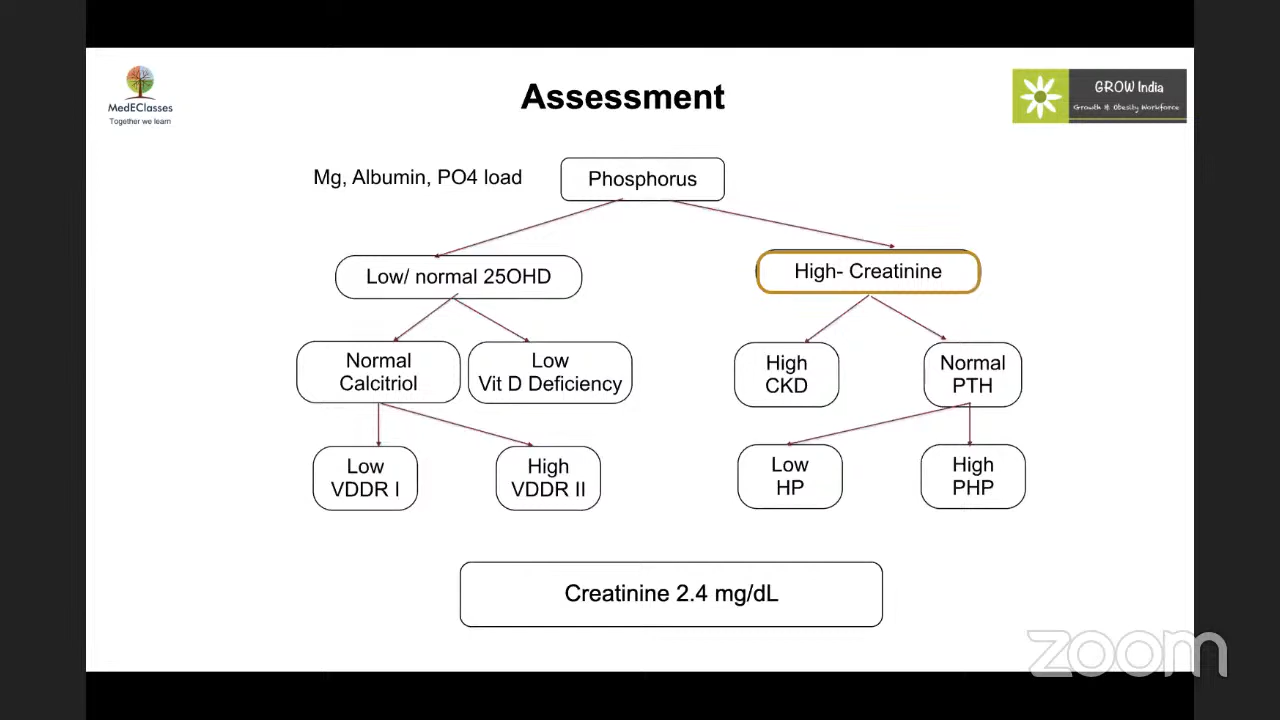 MedEClasses
Together we learn
Assessment
GROW India
Growth & Obesity Workforce
Mg, Albumin, PO4 load
Phosphorus
Low/ normal 25OHD
High- Creatinine
Normal
Calcitriol
Low
Vit D Deficiency
High
CKD
Normal
PTH
Low
VDDR I
High
VDDR II
Low
HP
High
PHP
Creatinine 2.4 mg/dL
zoom